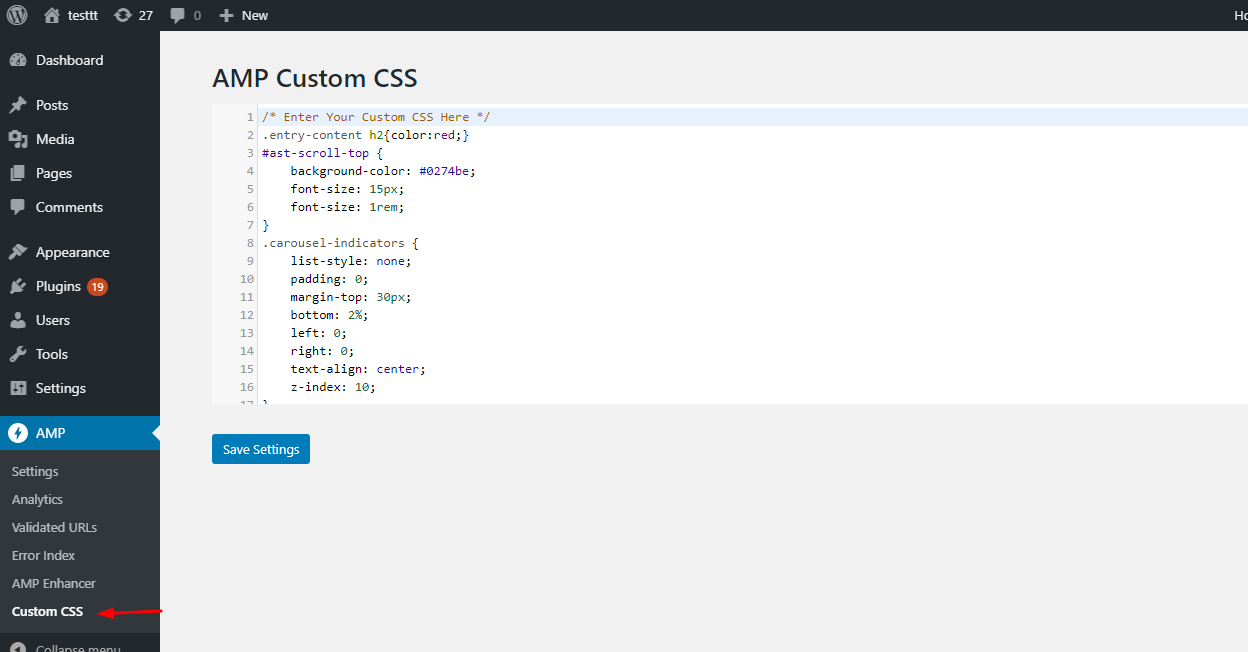 testtt 27 0 New Ho
Dashboard
Posts
Media
Pages
Comments
Appearance
Plugins 19
Users
Tools
Settings
AMP
Settings
Analytics
Validated URLs
Error Index
AMP Enhancer
Custom CSS
Collapse menu
AMP Custom CSS
1 /* Enter Your Custom CSS Here */
2 .entry-content h2{color:red;}
3 #ast-scroll-top {
4 background-color: #0274be;
5 font-size: 15px;
6 font-size: 1rem;
7 }
8 .carousel-indicators {
9 list-style: none;
10 padding: 0;
11 margin-top: 30px;
12 bottom: 2%;
13 left: 0;
14 right: 0;
15 text-align: center;
16 z-index: 10;
17 }
Save Settings